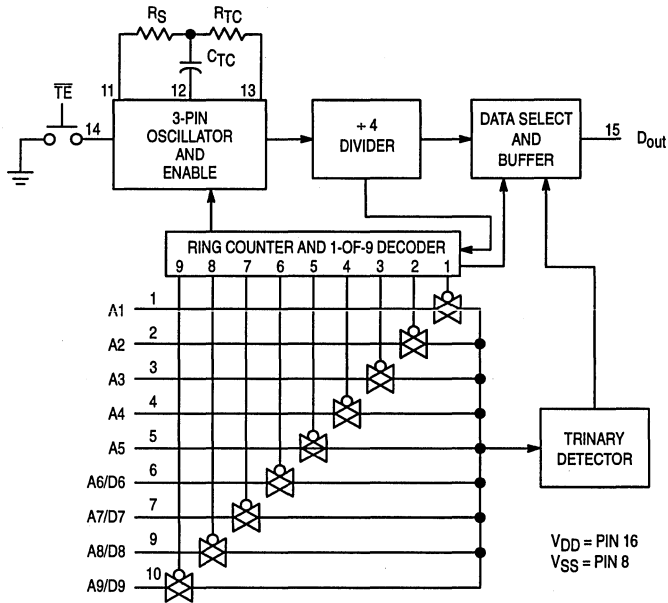 RS RTC
CTC
TE
11 12 13
14
3-PIN
OSCILLATOR
AND
ENABLE
÷ 4
DIVIDER
DATA SELECT
AND
BUFFER
15 Dout
RING COUNTER AND 1-OF-9 DECODER
9 8 7 6 5 4 3 2 1
A1 1
A2 2
A3 3
A4 4
A5 5
A6/D6 6
A7/D7 7
A8/D8 9
A9/D9 10
TRINARY
DETECTOR
VDD = PIN 16
VSS = PIN 8